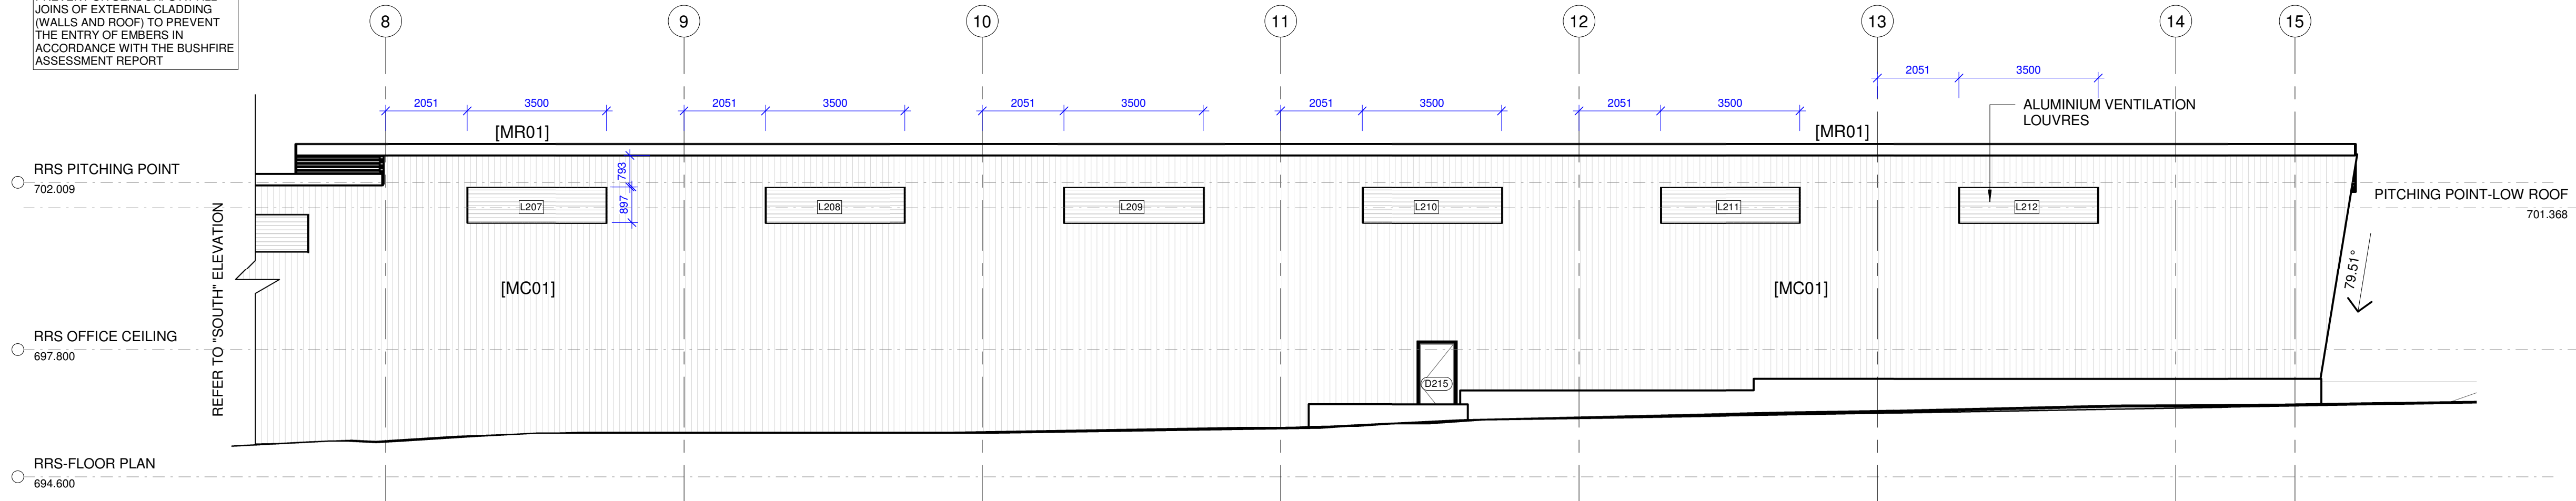 JOINS OF EXTERNAL CLADDING
(WALLS AND ROOF) TO PREVENT
THE ENTRY OF EMBERS IN
ACCORDANCE WITH THE BUSHFIRE
ASSESSMENT REPORT
8
9
10
11
12
13
14
15
2051
3500
2051
3500
2051
3500
2051
3500
2051
3500
2051
3500
ALUMINIUM VENTILATION
LOUVRES
[MR01]
[MR01]
RRS PITCHING POINT
702.009
793
897
L207
L208
L209
L210
L211
L212
PITCHING POINT-LOW ROOF
701.368
REFER TO "SOUTH" ELEVATION
[MC01]
[MC01]
79.51°
RRS OFFICE CEILING
697.800
D215
RRS-FLOOR PLAN
694.600